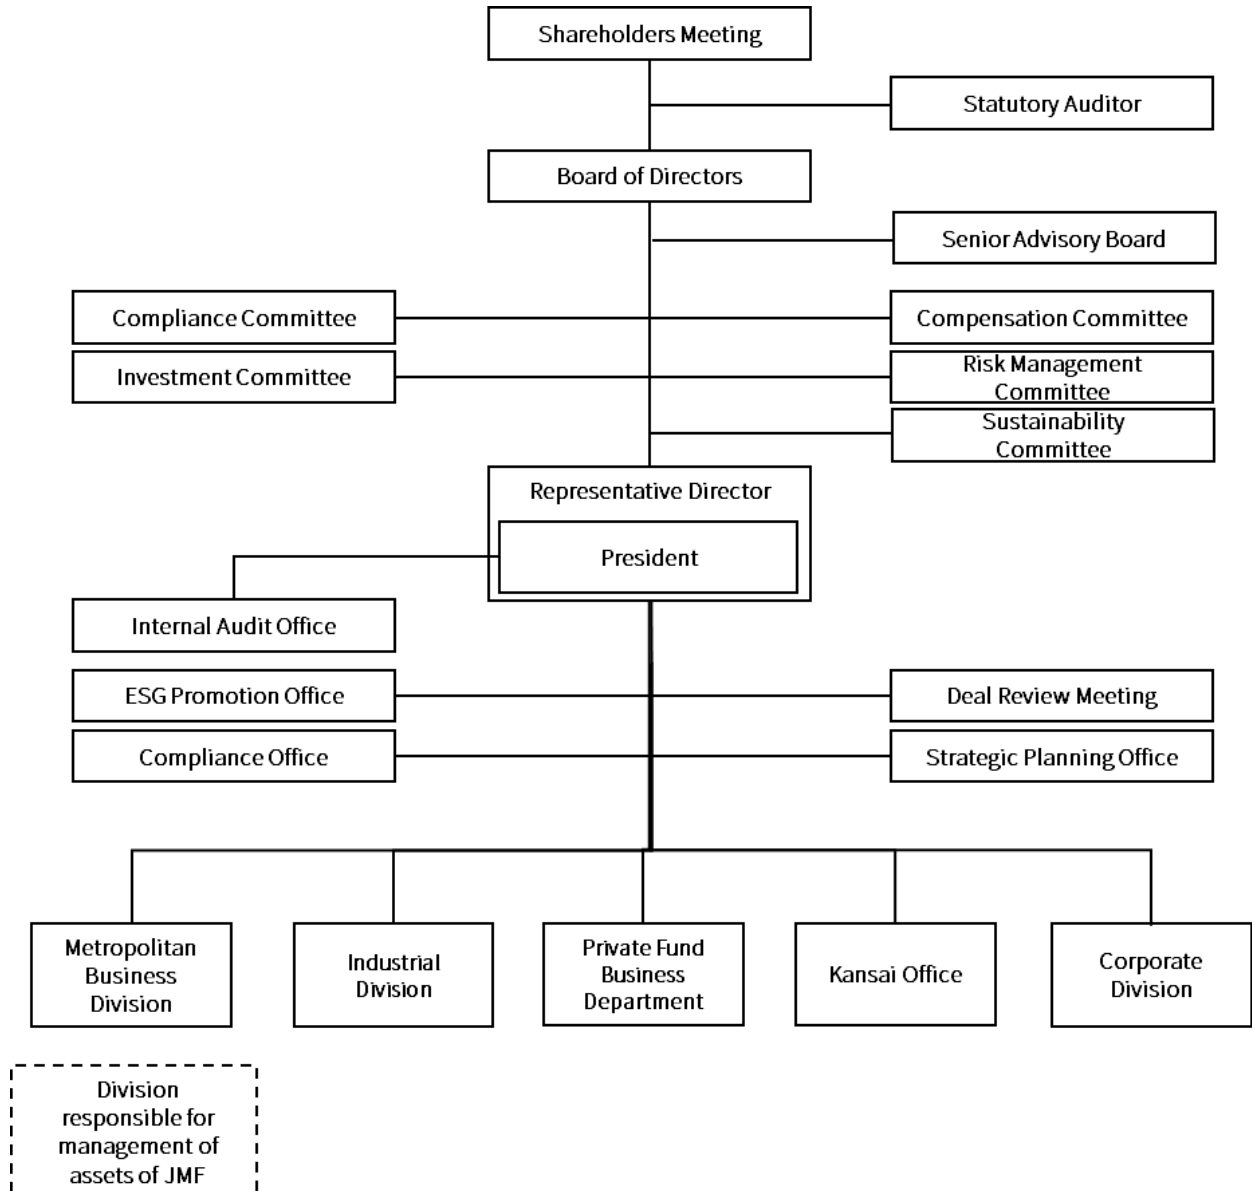 Shareholders Meeting
Statutory Auditor
Board of Directors
Senior Advisory Board
Compliance Committee
Compensation Committee
Investment Committee
Risk Management
Committee
Sustainability
Committee
Representative Director
President
Internal Audit Office
ESG Promotion Office
Deal Review Meeting
Compliance Office
Strategic Planning Office
Metropolitan
Business
Division
Industrial
Division
Private Fund
Business
Department
Kansai Office
Corporate
Division
Division
responsible for
management of
assets of JMF